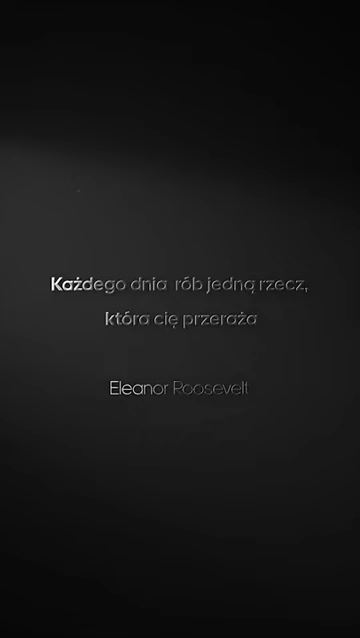 Każdego dnia rób jedną rzecz,
która cię przeraża
Eleanor Roosevelt